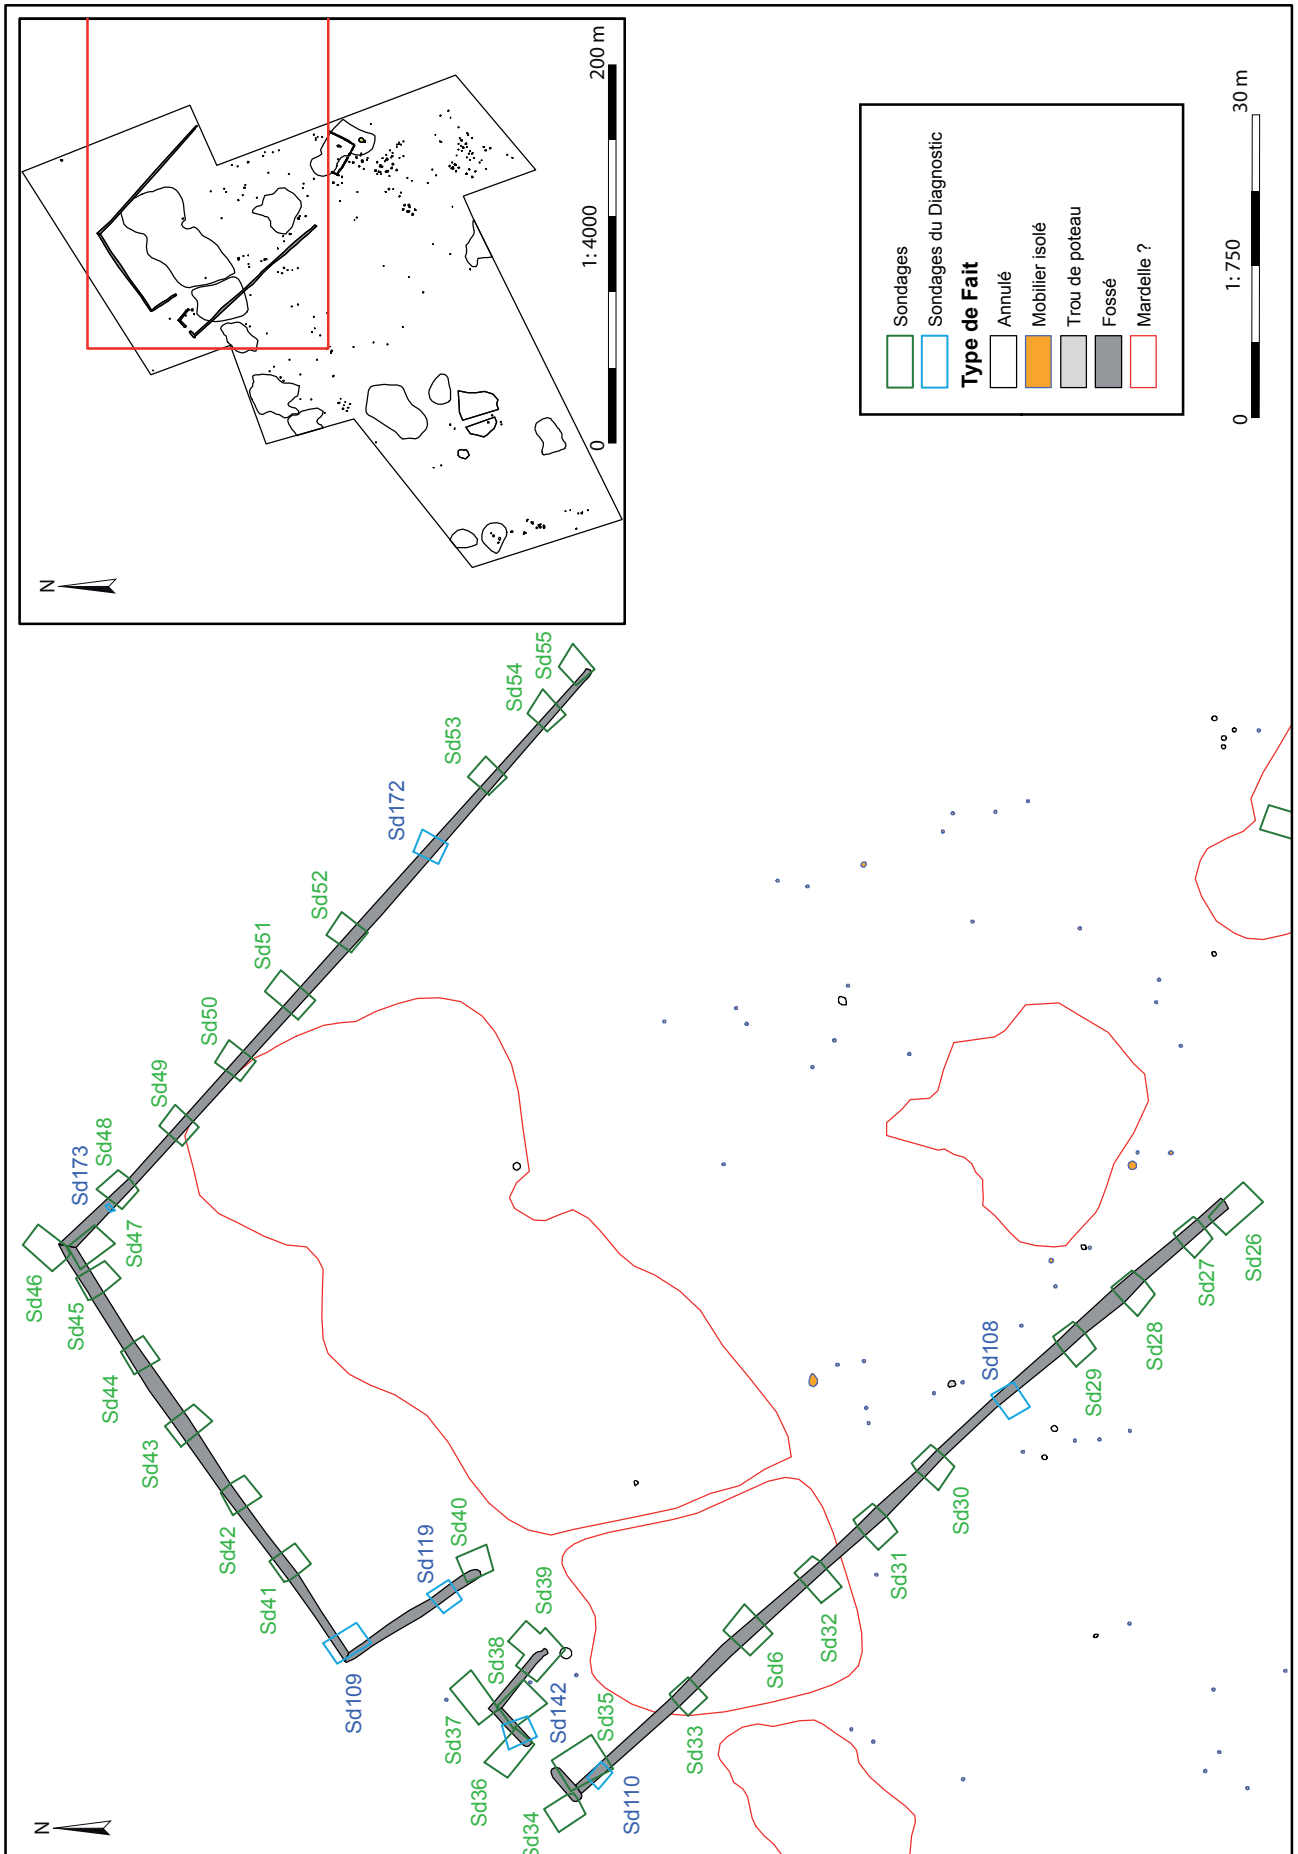 N
0
1: 4000
200 m
Sondages
Sondages du Diagnostic
Type de Fait
Annulé
Mobilier isolé
Trou de poteau
Fossé
Mardelle ?
0
1: 750
30 m
N
Sd46
Sd173
Sd48
Sd47
Sd45
Sd49
Sd44
Sd50
Sd43
Sd51
Sd42
Sd52
Sd41
Sd172
Sd109
Sd53
Sd119
Sd54
Sd40
Sd55
Sd39
Sd38
Sd37
Sd142
Sd36
Sd35
Sd34
Sd110
Sd33
Sd6
Sd32
Sd31
Sd30
Sd108
Sd29
Sd28
Sd27
Sd26